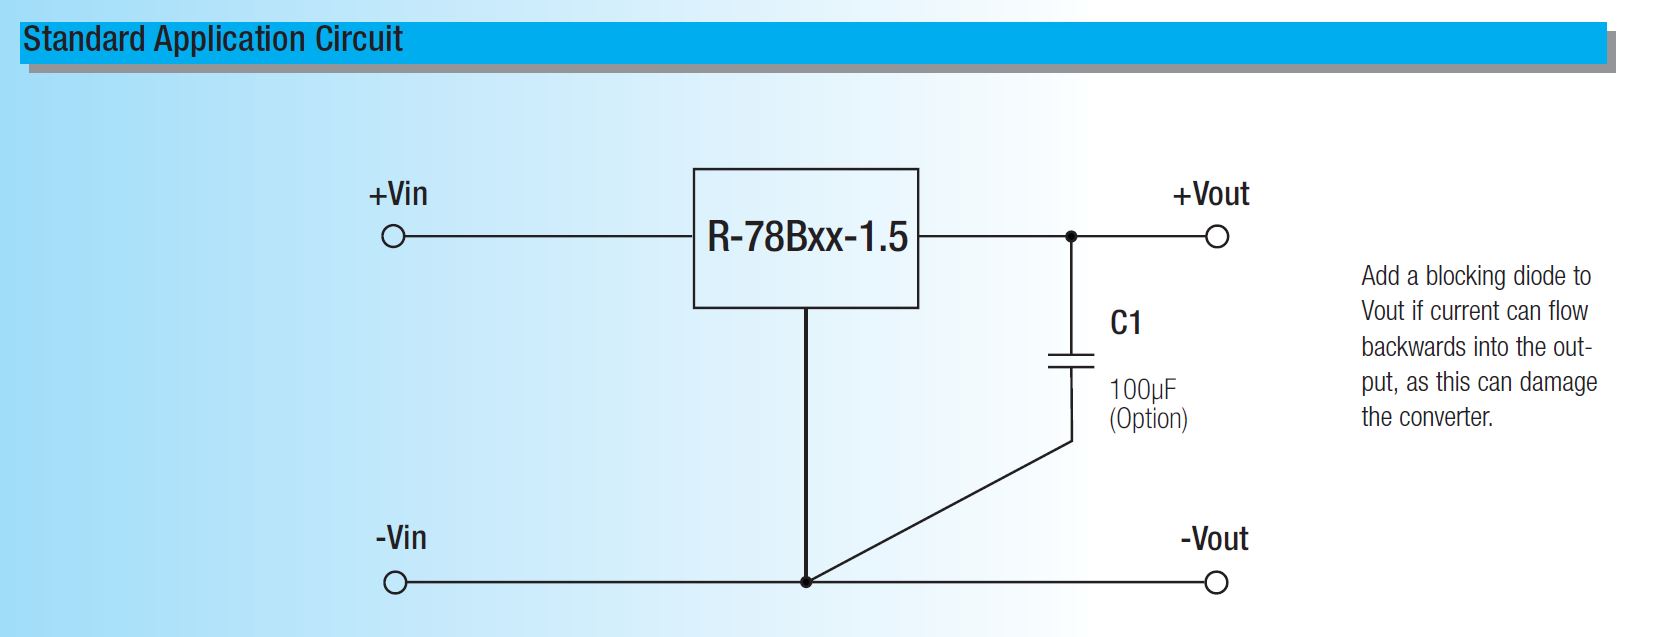 Standard Application Circuit
+Vin
R-78Bxx-1.5
+Vout
Add a blocking diode to
Vout if current can flow
backwards into the out-
put, as this can damage
the converter.
C1
100µF
(Option)
-Vin
-Vout